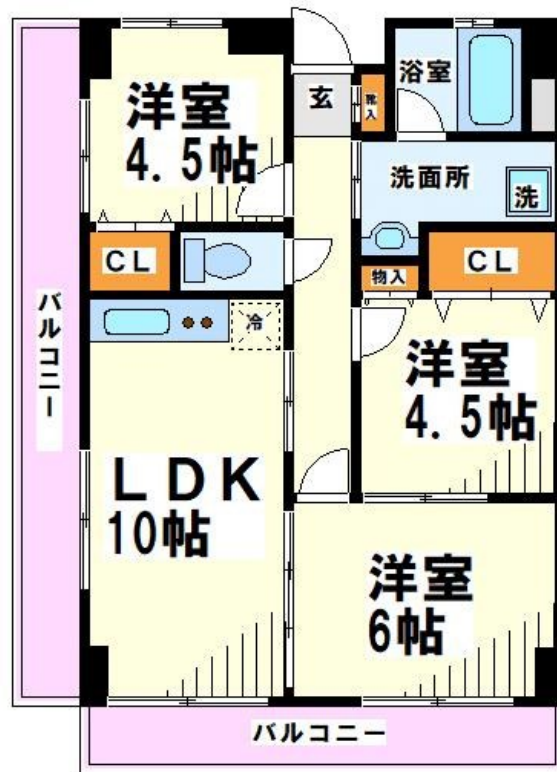 浴室
玄
靴入
洋室
4.5帖
洗面所
洗
CL
CL
物入
冷
バルコニー
洋室
4.5帖
LDK
10帖
洋室
6帖
バルコニー